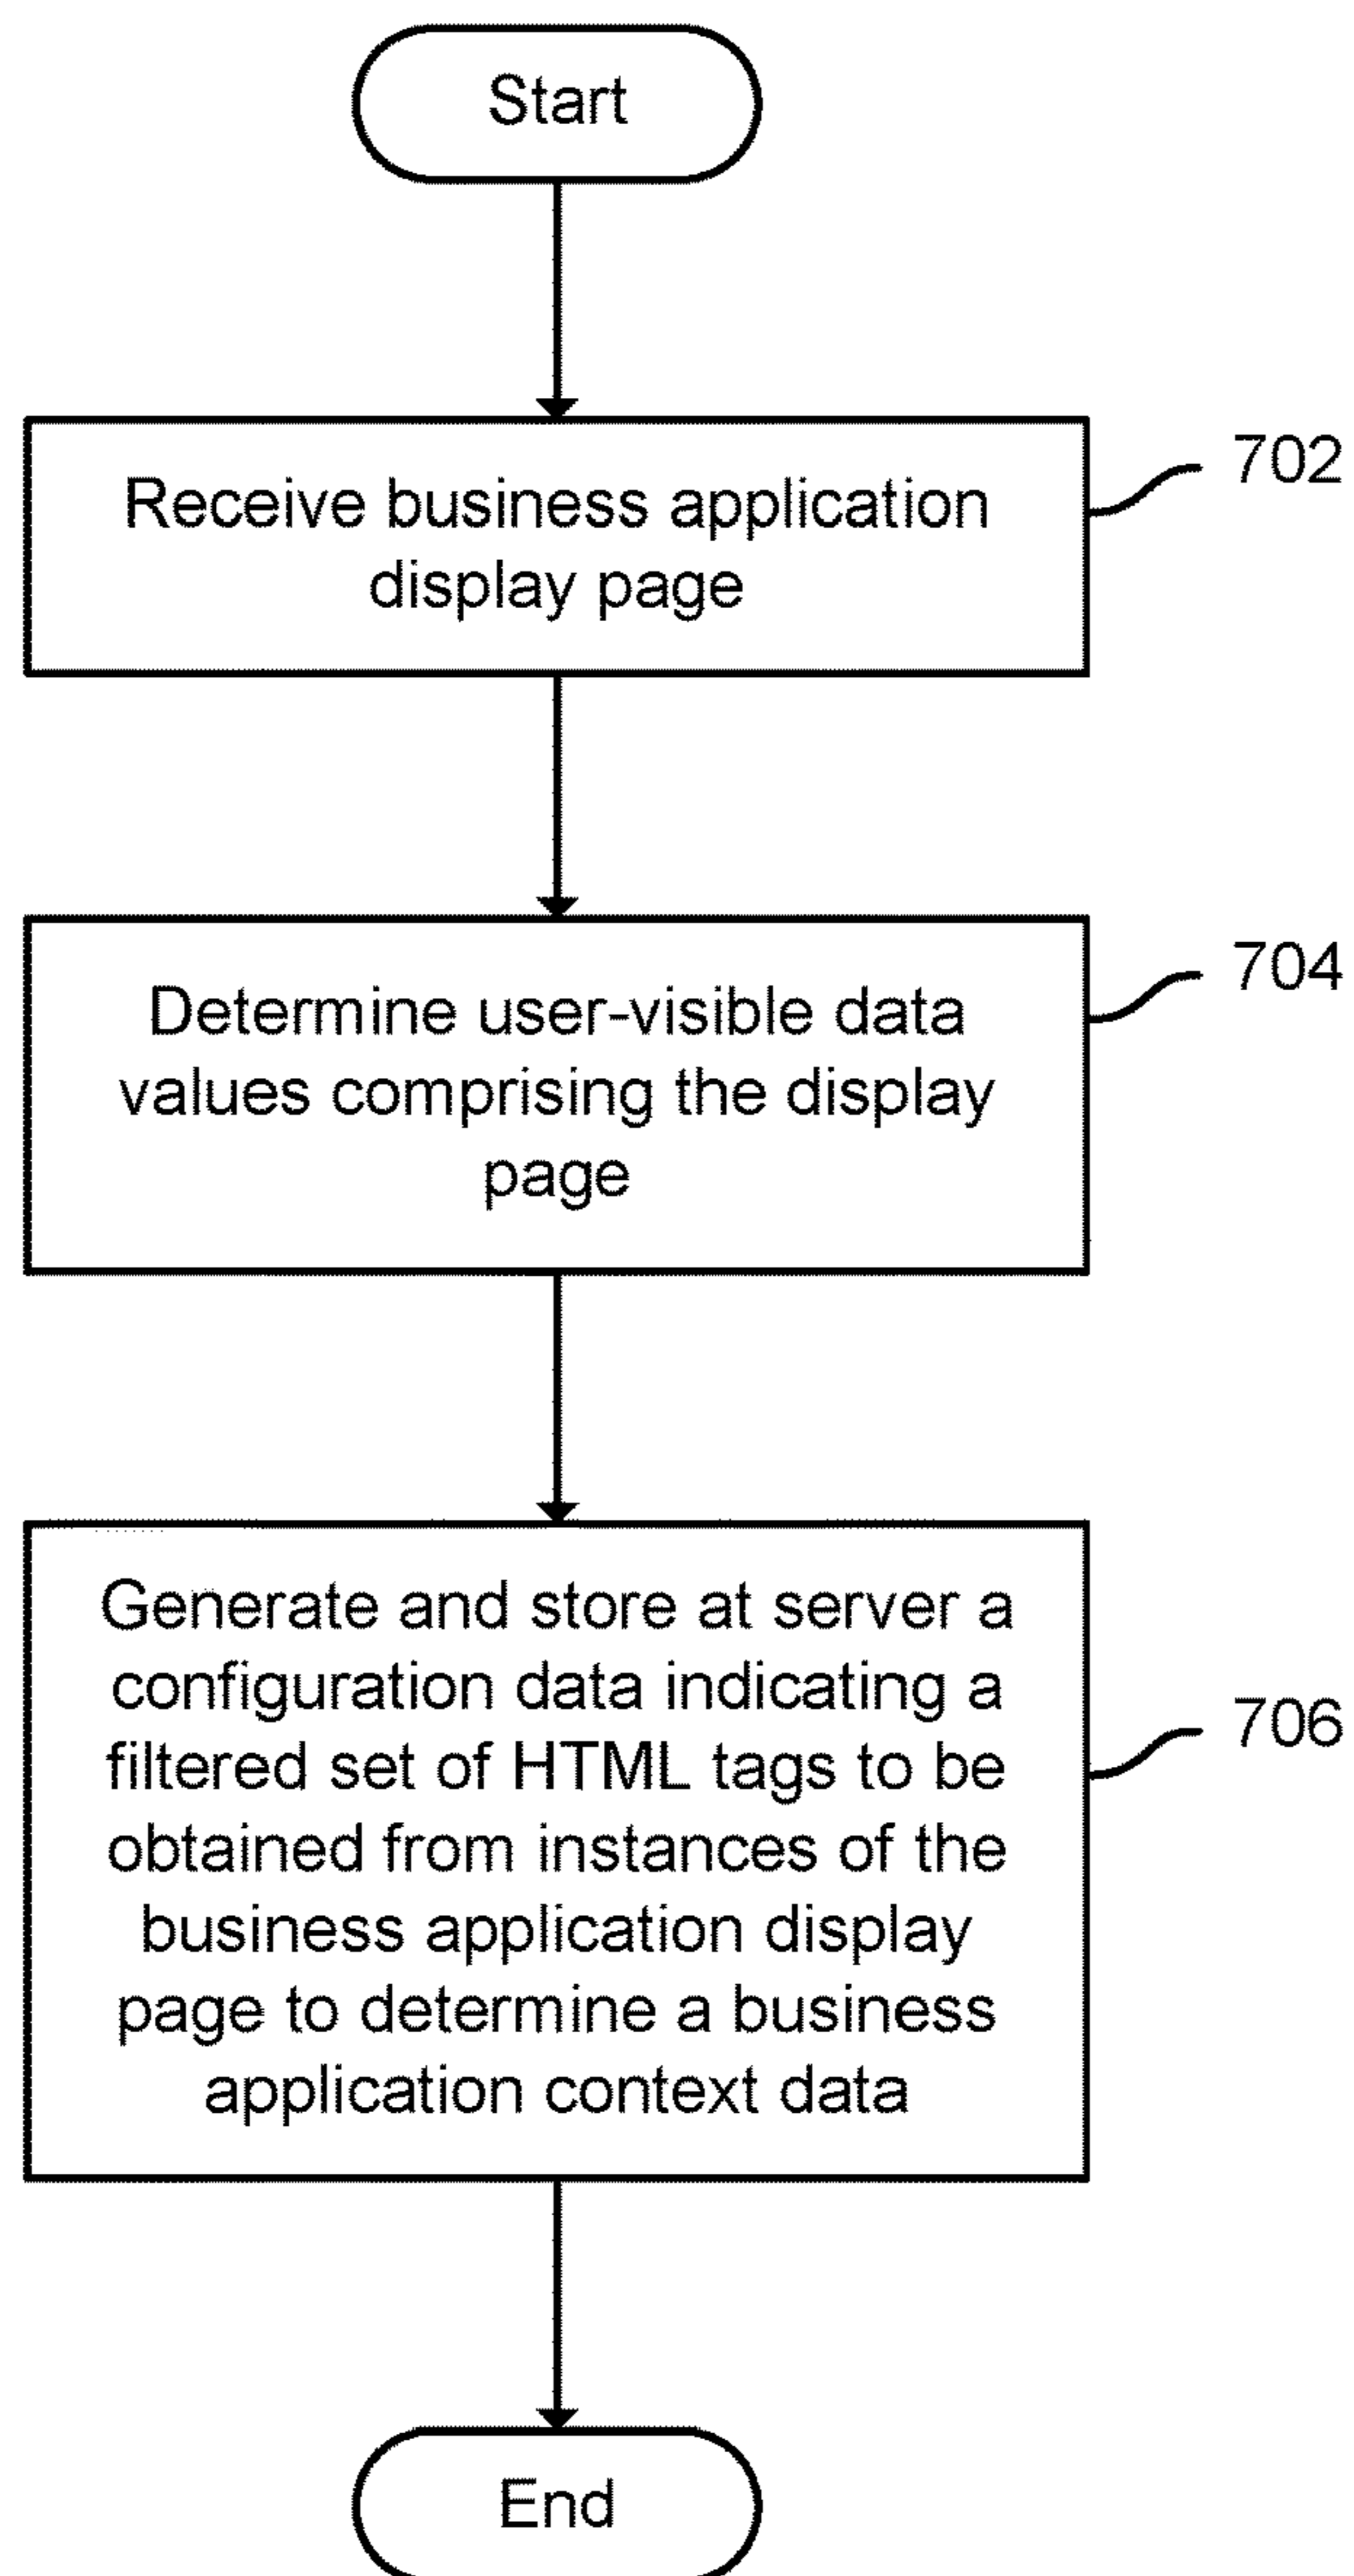 Start
Receive business application
display page
702
Determine user-visible data
values comprising the display
page
704
Generate and store at server a
configuration data indicating a
filtered set of HTML tags to be
obtained from instances of the
business application display
page to determine a business
application context data
706
End